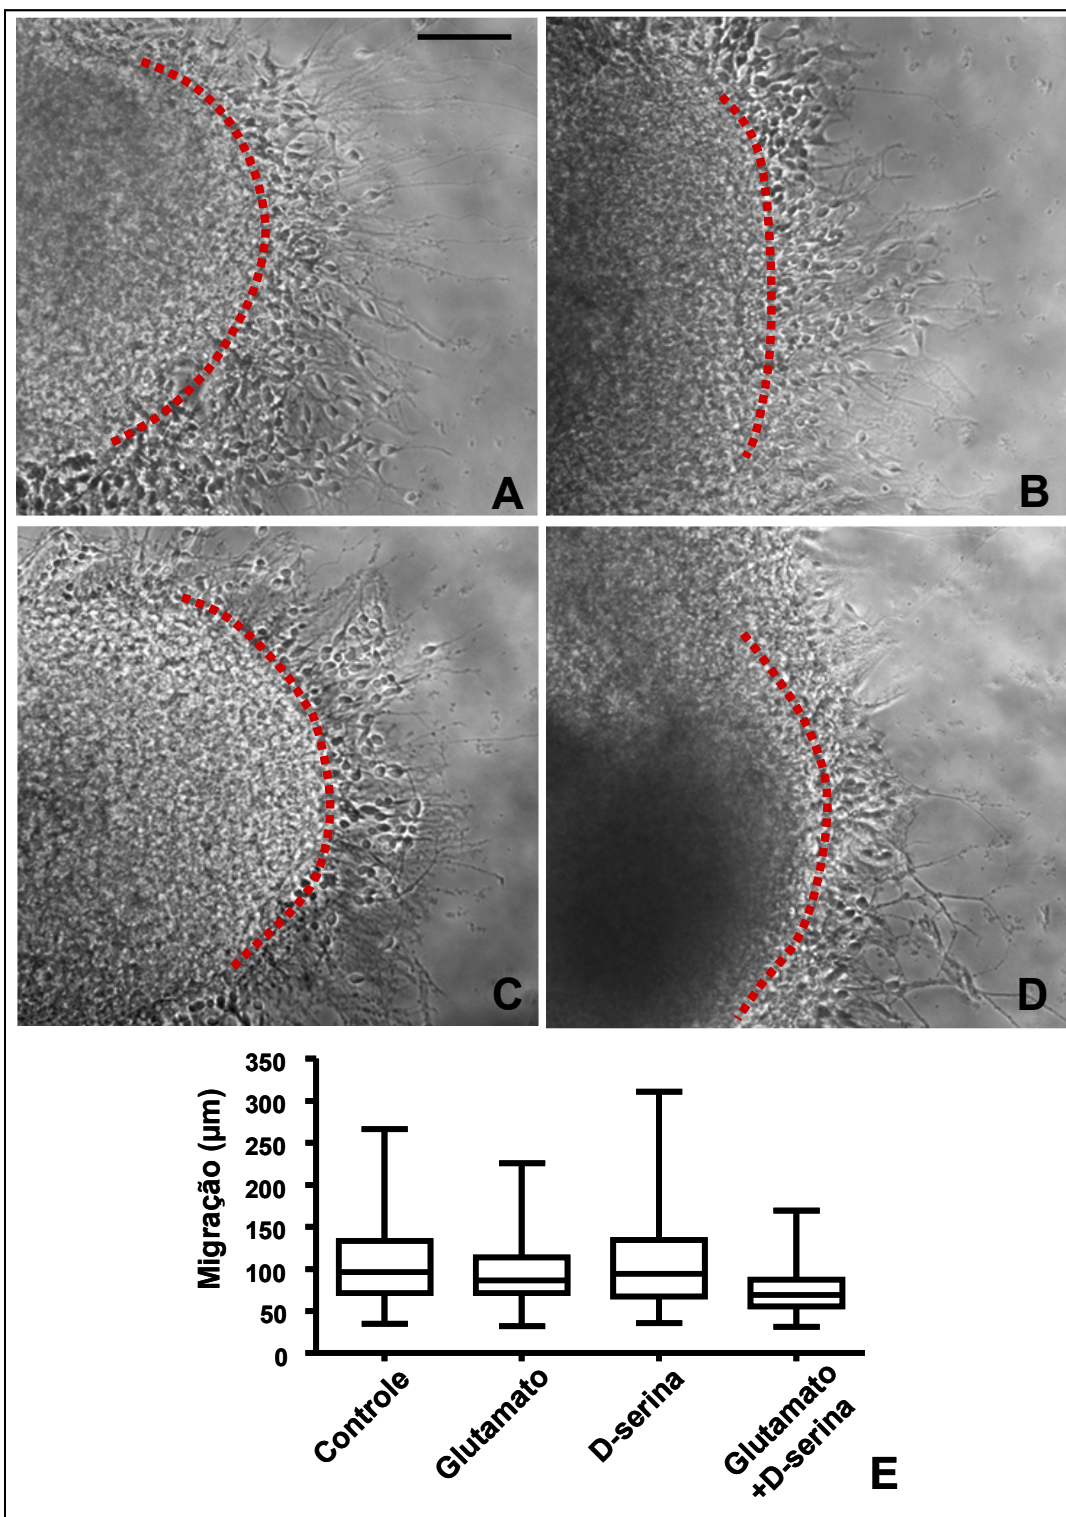 A
B
C
D
350
300
250
200
150
100
50
0
Migração (µm)
Controle
Glutamato
D-serina
Glutamato
+D-serina
E